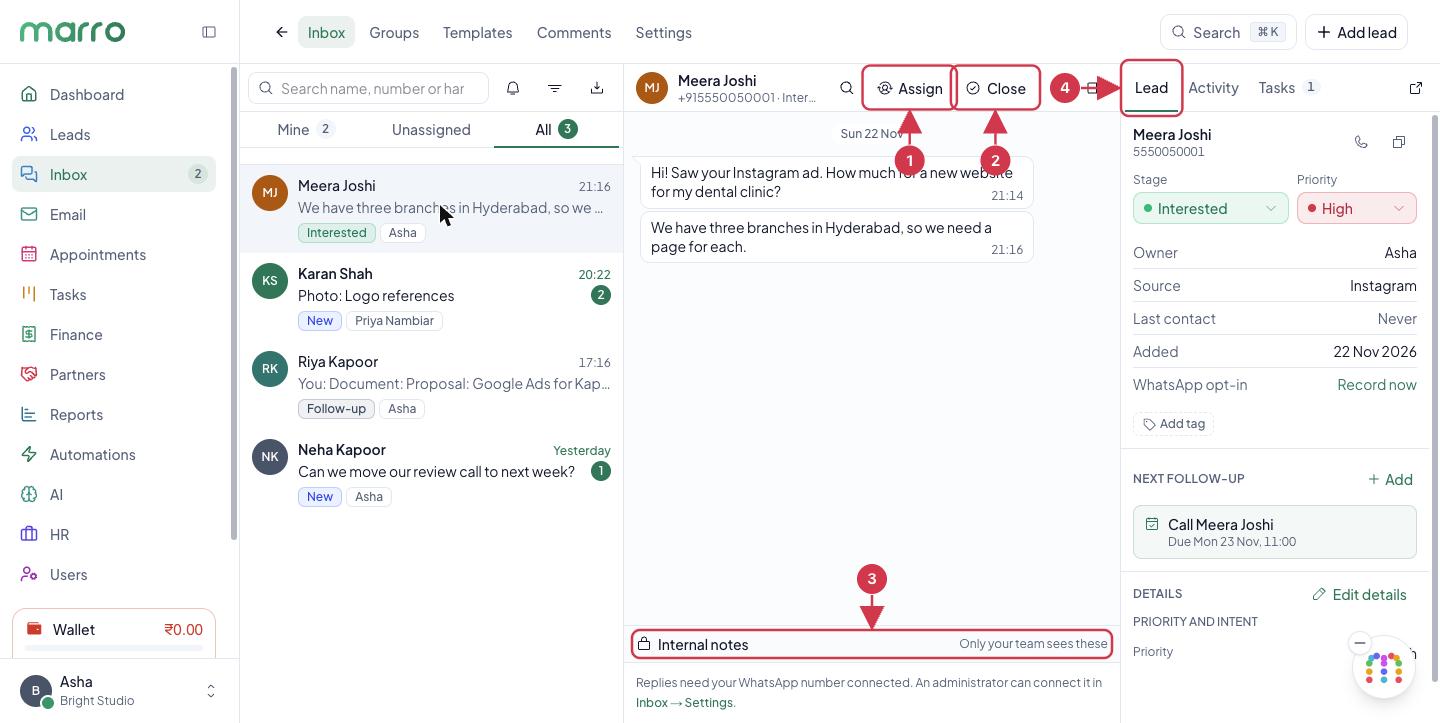 marro
Inbox
Groups
Templates
Comments
Settings
Search ⌘ K
+ Add lead
Dashboard
Leads
Inbox 2
Email
Appointments
Tasks
Finance
Partners
Reports
Automations
AI
HR
Users
Wallet ₹0.00
B
Asha
Bright Studio
Search name, number or har
Mine 2
Unassigned
All 3
MJ
Meera Joshi 21:16
We have three branches in Hyderabad, so we ...
Interested Asha
KS
Karan Shah 20:22
Photo: Logo references 2
New Priya Nambiar
RK
Riya Kapoor 17:16
You: Document: Proposal: Google Ads for Kap...
Follow-up Asha
NK
Neha Kapoor Yesterday
Can we move our review call to next week? 1
New Asha
MJ
Meera Joshi
+915550050001 · Inter...
Assign
Close
4
1
2
Sun 22 Nov
Hi! Saw your Instagram ad. How much for a new website
for my dental clinic? 21:14
We have three branches in Hyderabad, so we need a
page for each. 21:16
3
Internal notes Only your team sees these
Replies need your WhatsApp number connected. An administrator can connect it in
Inbox → Settings.
Lead
Activity
Tasks 1
Meera Joshi
5550050001
Stage Priority
Interested High
Owner Asha
Source Instagram
Last contact Never
Added 22 Nov 2026
WhatsApp opt-in Record now
Add tag
NEXT FOLLOW-UP + Add
Call Meera Joshi
Due Mon 23 Nov, 11:00
DETAILS Edit details
PRIORITY AND INTENT
Priority